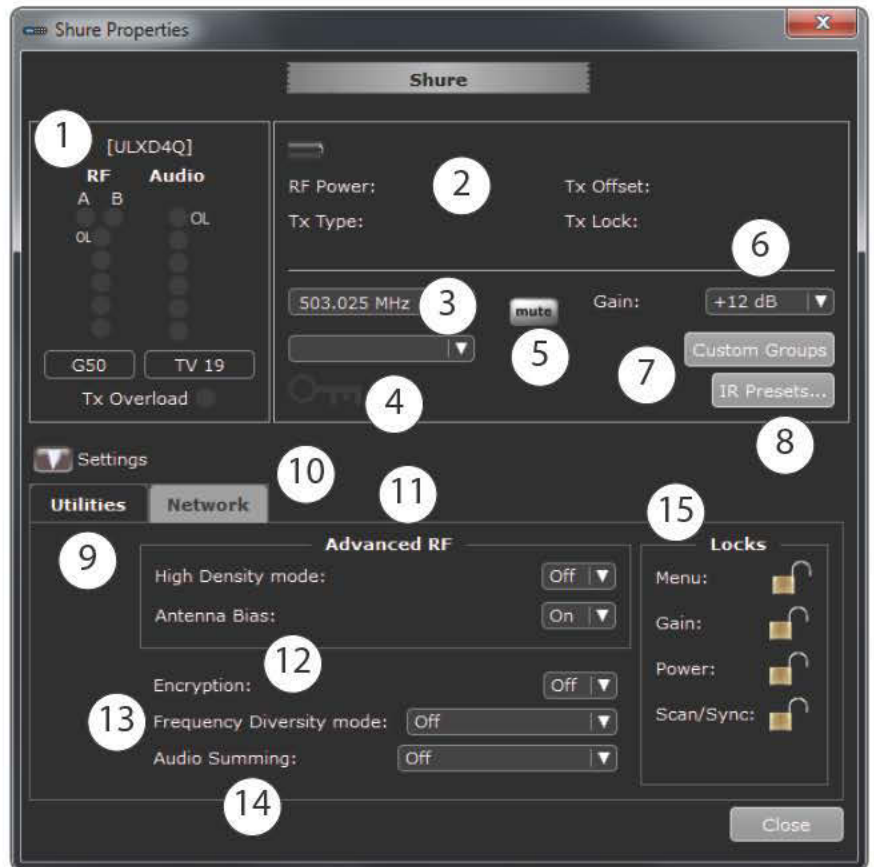 Shure Properties
Shure
1
[ULXD4Q]
RF Audio
A B
OL
OL
G50 TV 19
Tx Overload
RF Power: 2 Tx Offset:
Tx Type: Tx Lock:
6
503.025 MHz 3 mute Gain: +12 dB
5 7 Custom Groups
4 IR Presets...
8
Settings 10
11
15
Utilities Network
9
Advanced RF
High Density mode: Off
Antenna Bias: On
12
Encryption: Off
13 Frequency Diversity mode: Off
Audio Summing: Off
14
Locks
Menu:
Gain:
Power:
Scan/Sync:
Close